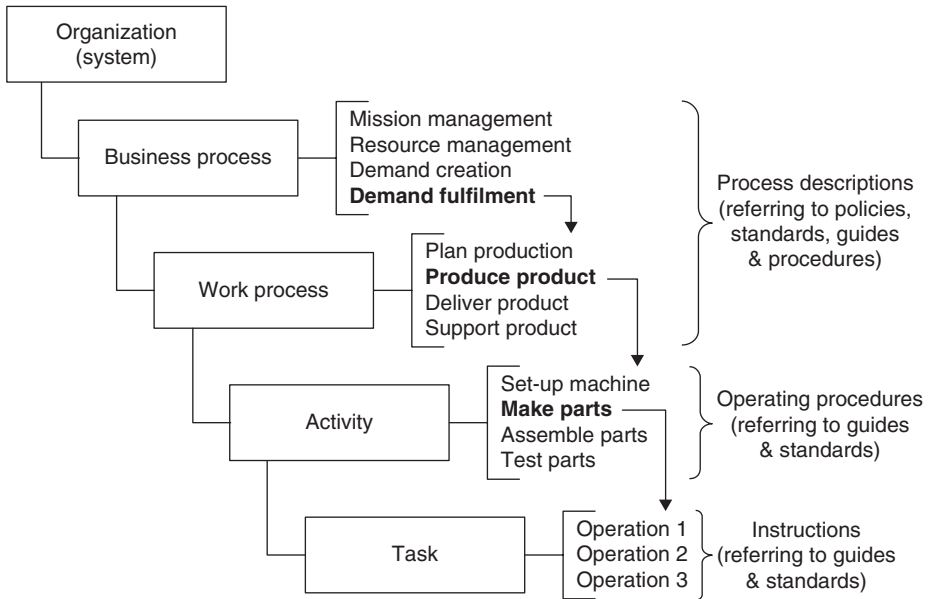 Organization
(system)
Business process
Mission management
Resource management
Demand creation
Demand fulfilment
Process descriptions
(referring to policies,
standards, guides
& procedures)
Work process
Plan production
Produce product
Deliver product
Support product
Activity
Set-up machine
Make parts
Assemble parts
Test parts
Operating procedures
(referring to guides
& standards)
Task
Operation 1
Operation 2
Operation 3
Instructions
(referring to guides
& standards)